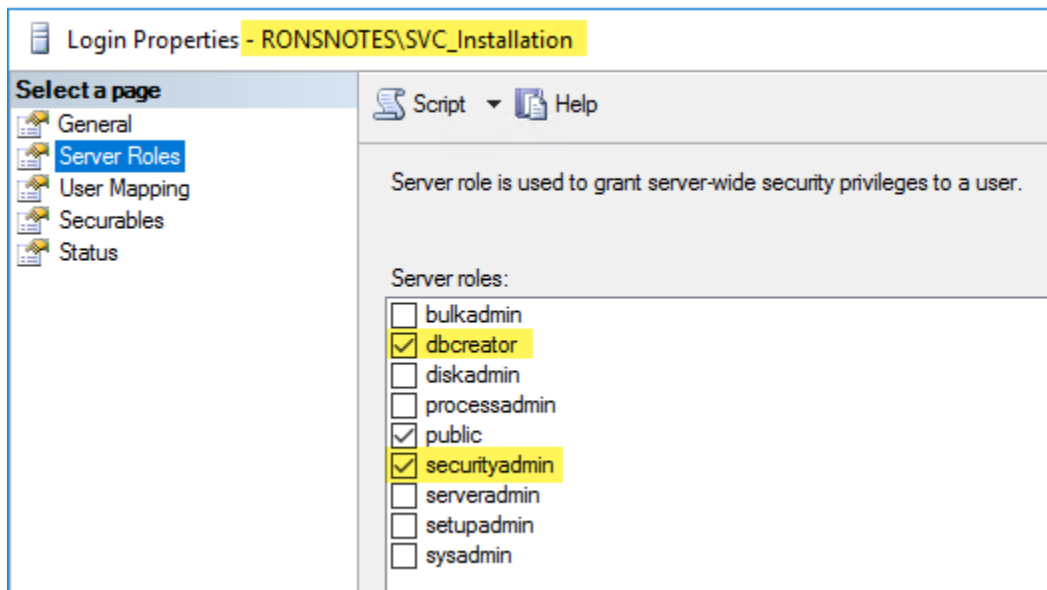 Login Properties - RONSNOTES\SVC_Installation
Select a page
General
Server Roles
User Mapping
Securables
Status
Script Help
Server role is used to grant server-wide security privileges to a user.
Server roles:
bulkadmin
dbcreator
diskadmin
processadmin
public
securityadmin
serveradmin
setupadmin
sysadmin